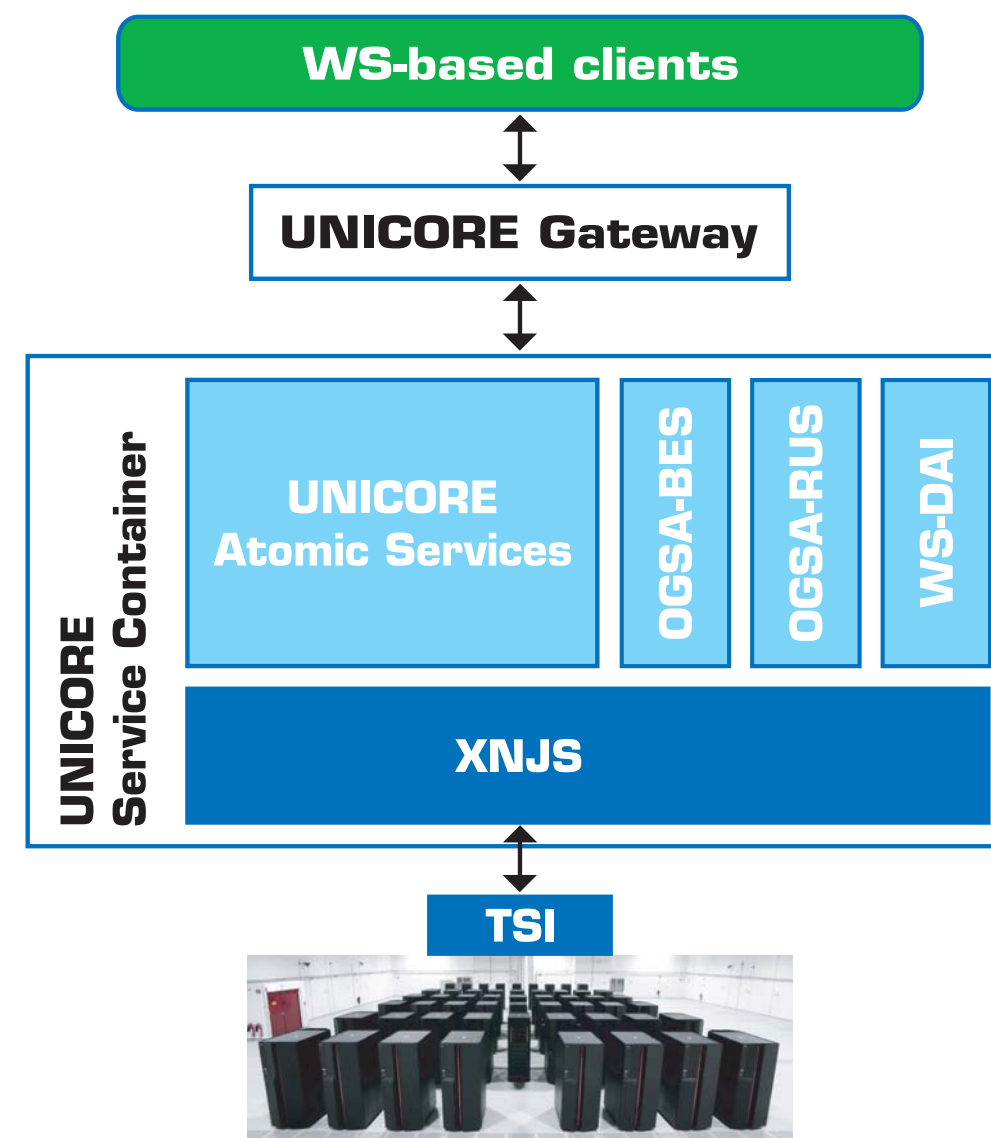 WS-based clients
UNICORE Gateway
UNICORE
Service Container
UNICORE
Atomic Services
OGSA-BES
OGSA-RUS
WS-DAI
XNJS
TSI